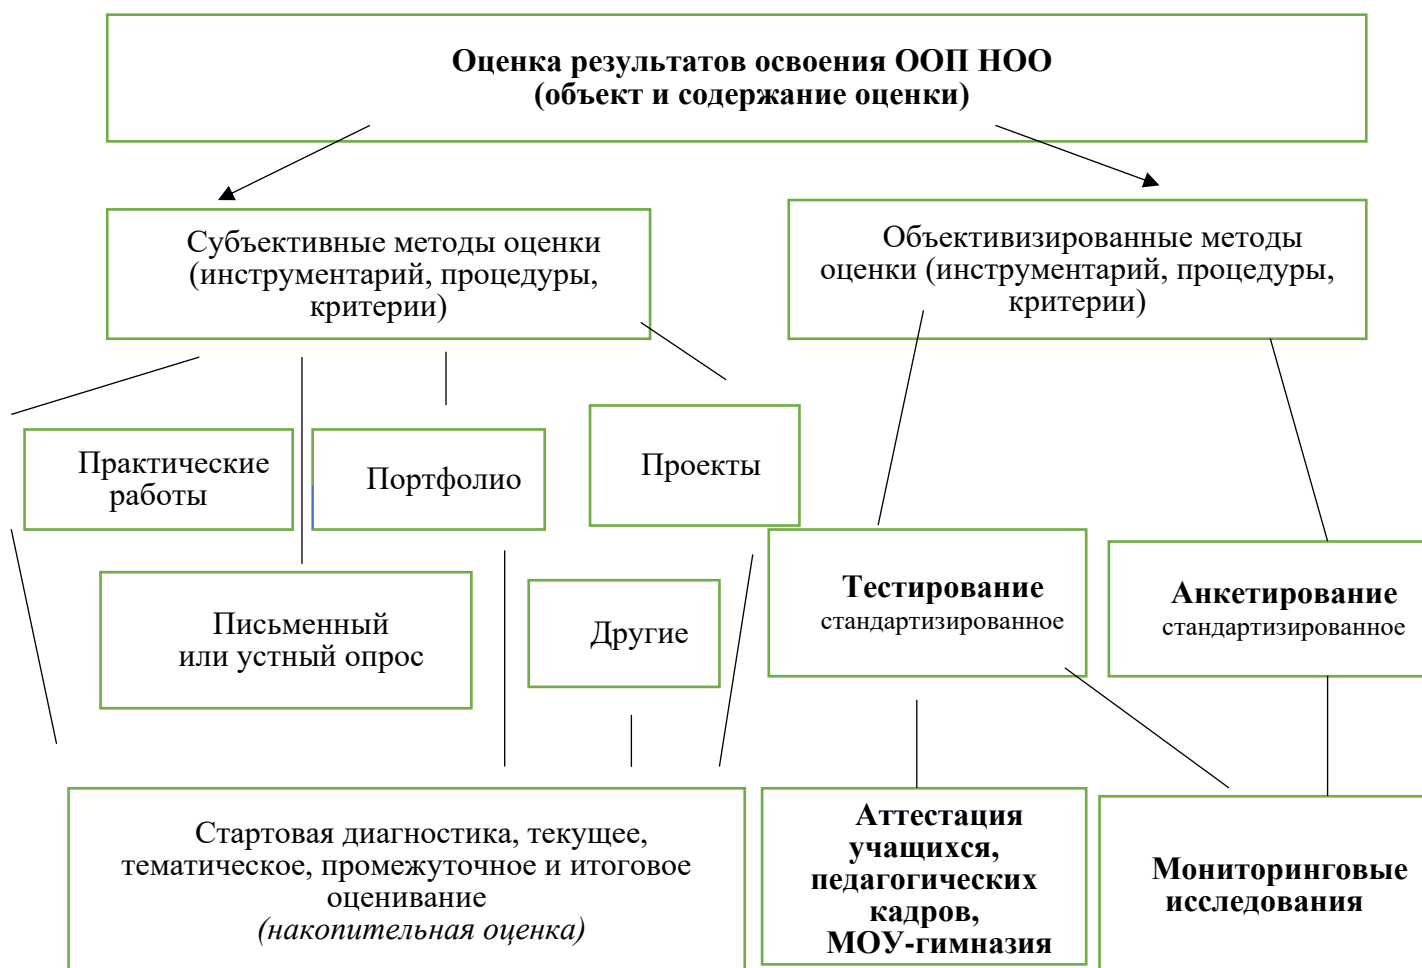 Оценка результатов освоения ООП НОО
(объект и содержание оценки)
Субъективные методы оценки
(инструментарий, процедуры,
критерии)
Объективизированные методы
оценки (инструментарий, процедуры,
критерии)
Практические
работы
Портфолио
Проекты
Письменный
или устный опрос
Другие
Тестирование
стандартизированное
Анкетирование
стандартизированное
Стартовая диагностика, текущее,
тематическое, промежуточное и итоговое
оценивание
(накопительная оценка)
Аттестация
учащихся,
педагогических
кадров,
МОУ-гимназия
Мониторинговые
исследования